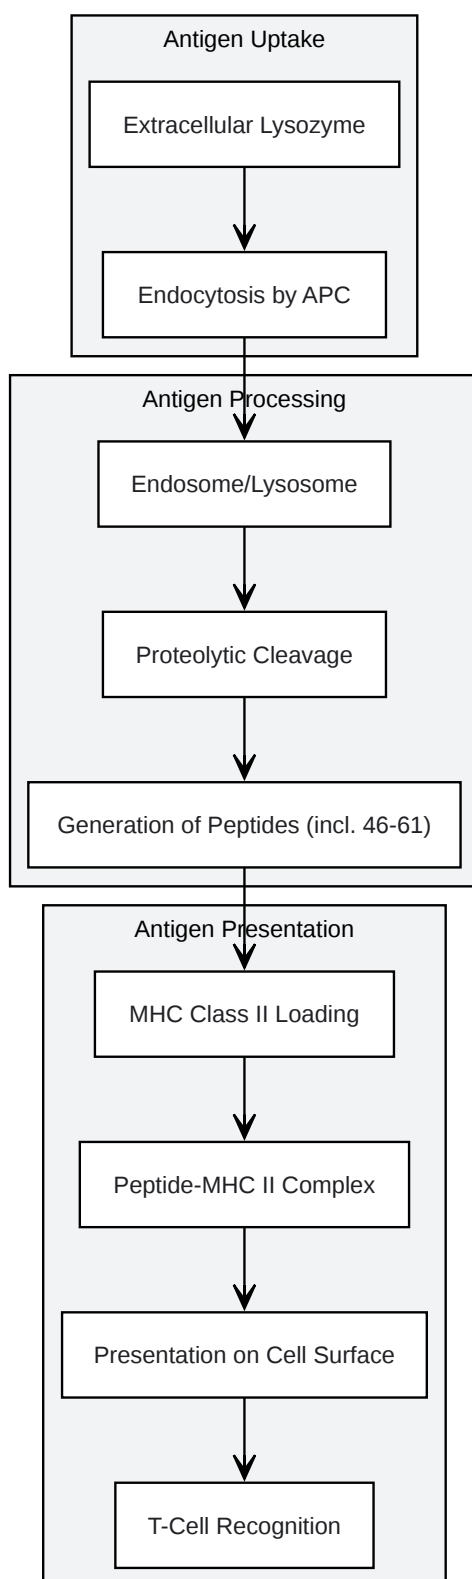 Antigen Uptake
Extracellular Lysozyme
Endocytosis by APC
Antigen Processing
Endosome/Lysosome
Proteolytic Cleavage
Generation of Peptides (incl. 46-61)
Antigen Presentation
MHC Class II Loading
Peptide-MHC II Complex
Presentation on Cell Surface
T-Cell Recognition